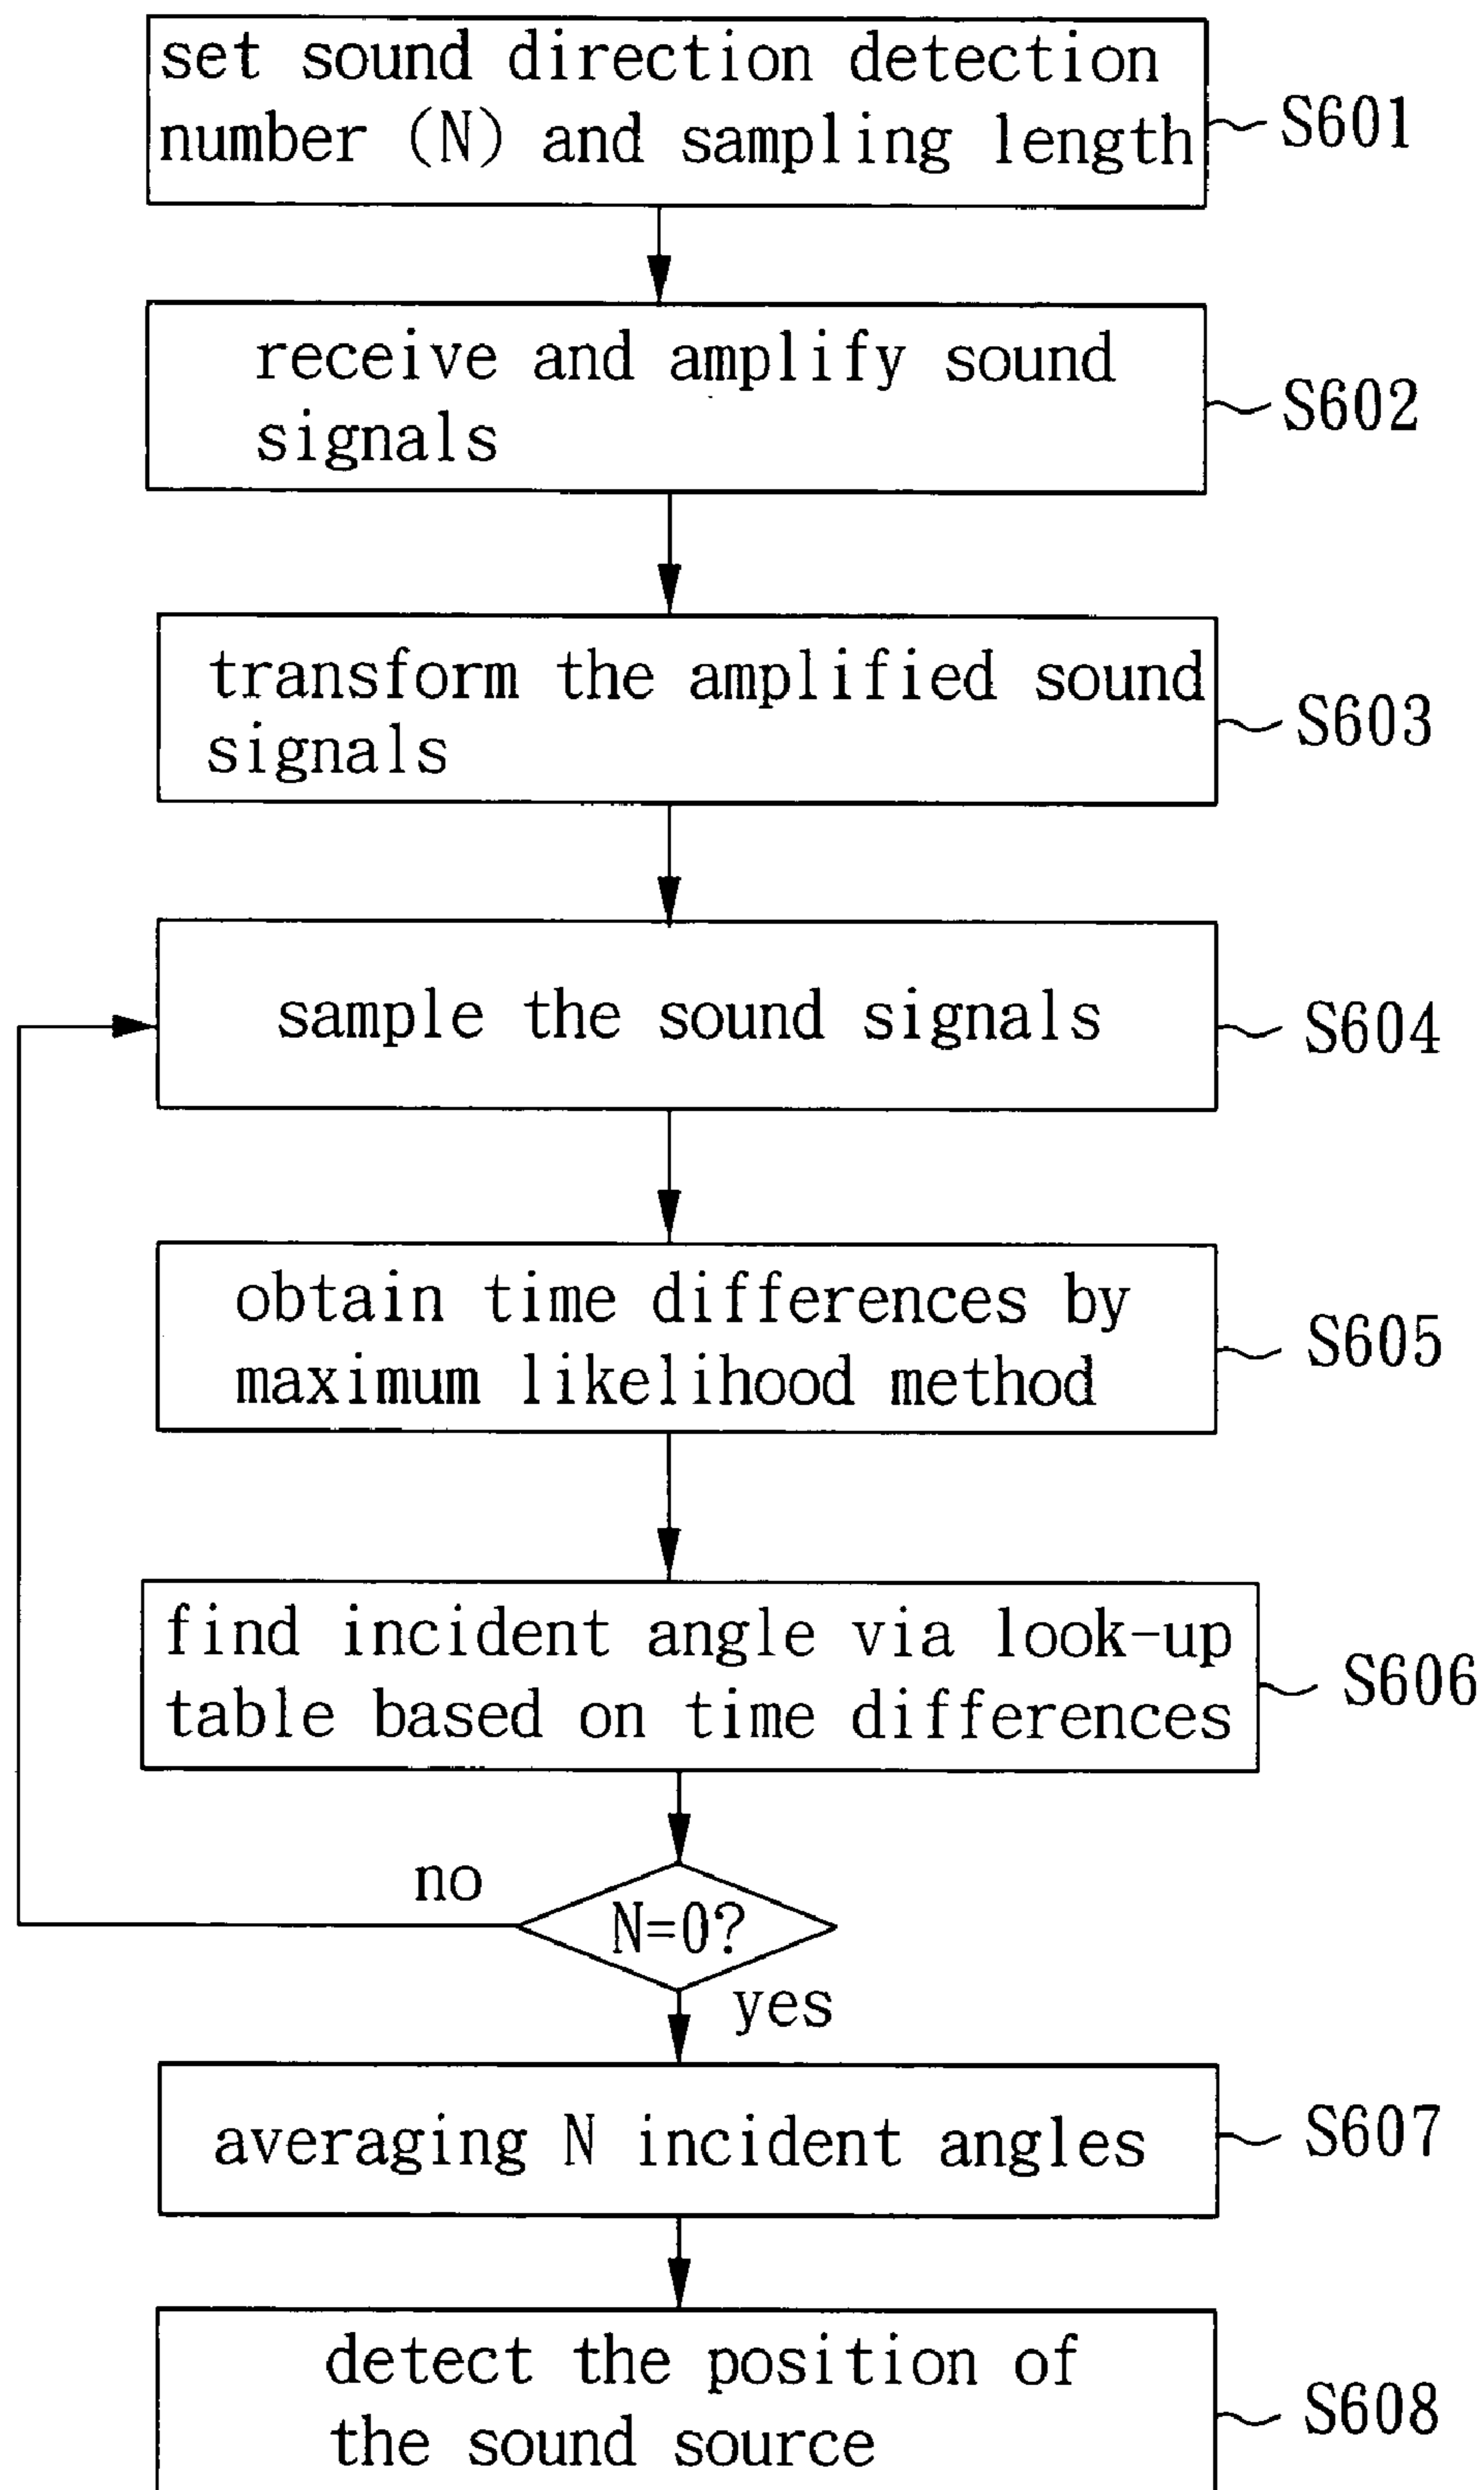 set sound direction detection
number (N) and sampling length
S601
receive and amplify sound
signals
S602
transform the amplified sound
signals
S603
sample the sound signals
S604
obtain time differences by
maximum likelihood method
S605
find incident angle via look-up
table based on time differences
S606
no
N=0?
yes
averaging N incident angles
S607
detect the position of
the sound source
S608